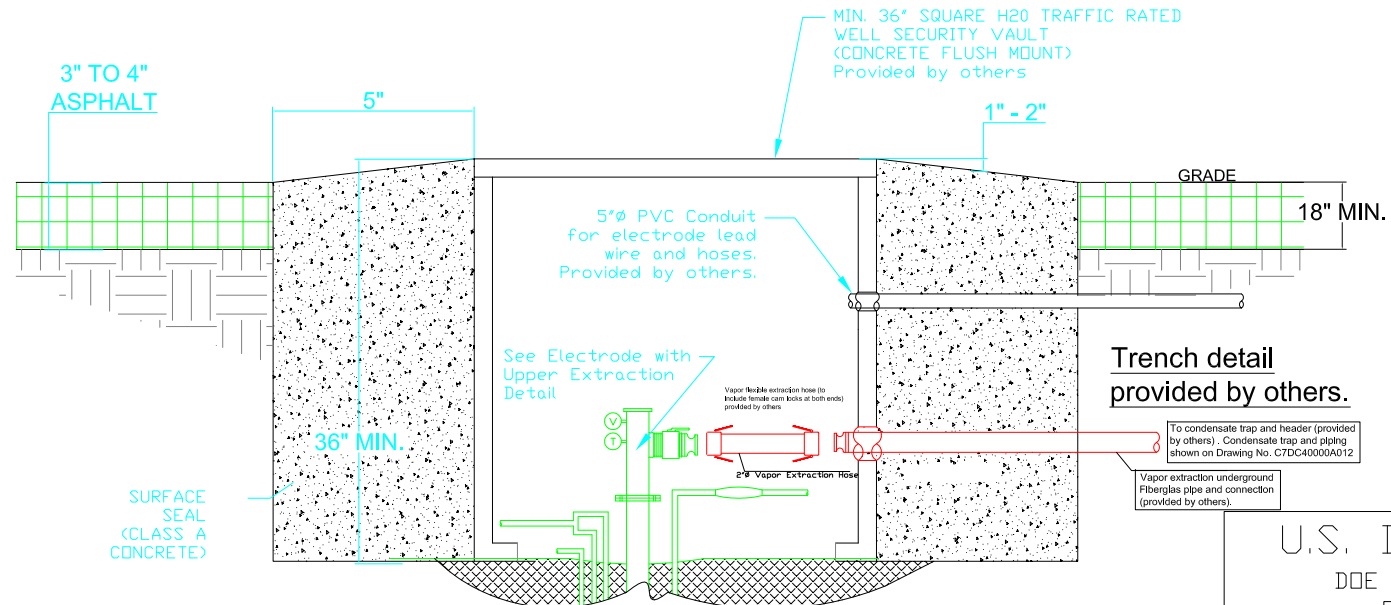 MIN. 36" SQUARE H20 TRAFFIC RATED
WELL SECURITY VAULT
(CONCRETE FLUSH MOUNT)
Provided by others
3" TO 4"
ASPHALT
5"
1" - 2"
GRADE
18" MIN.
5"Ø PVC Conduit
for electrode lead
wire and hoses.
Provided by others.
See Electrode with
Upper Extraction
Detail
Vapor flexible extraction hose (to
include female cam locks at both ends)
provided by others
Trench detail
provided by others.
V
T
36" MIN.
2"Ø Vapor Extraction Hose
To condensate trap and header (provided
by others) . Condensate trap and piping
shown on Drawing No. C7DC40000A012
Vapor extraction underground
Fiberglas pipe and connection
(provided by others).
SURFACE
SEAL
(CLASS A
CONCRETE)
U.S.
DOE